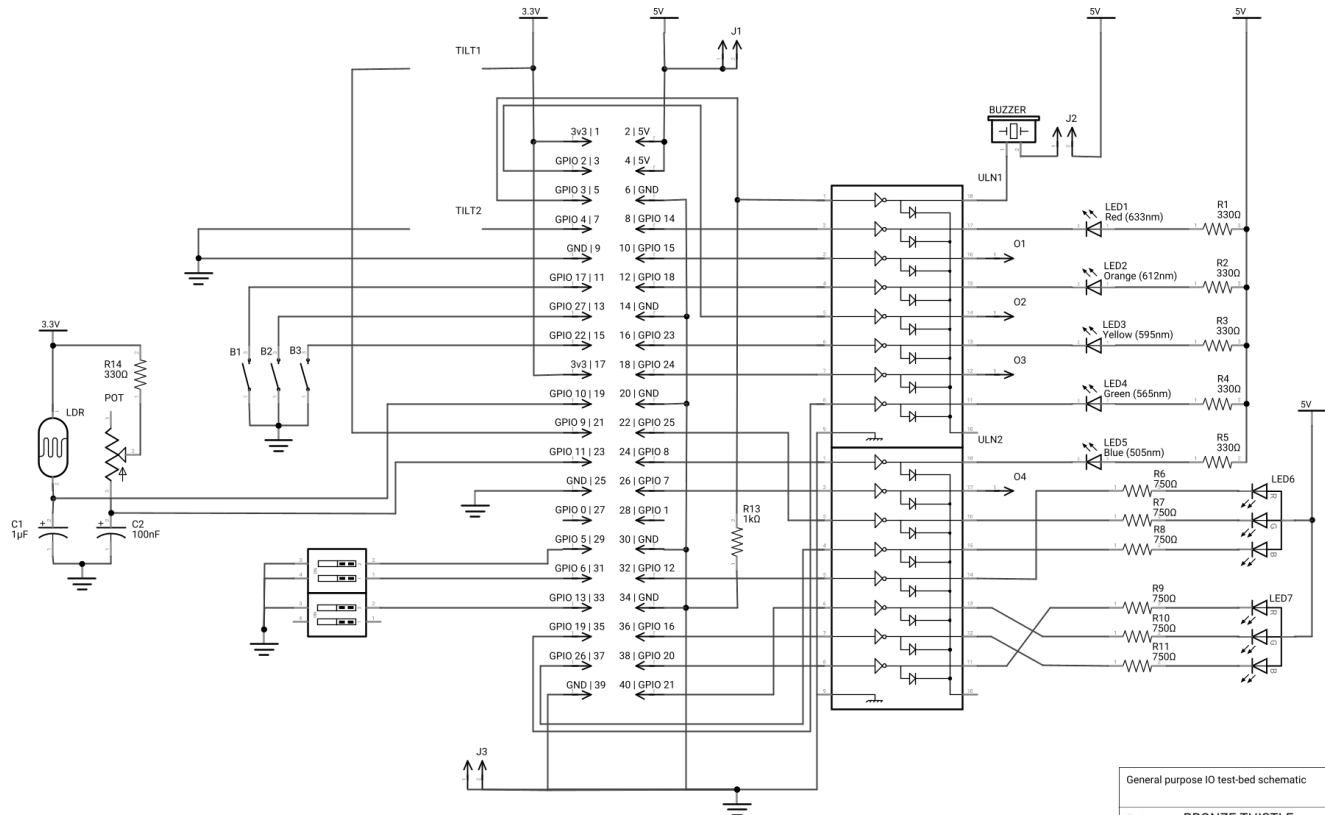 3.3V
5V
5V
5V
TILT1
J1
BUZZER
J2
3v3 | 1
2 | 5V
GPIO 2 | 3
4 | 5V
GPIO 3 | 5
6 | GND
ULN1
TILT2
GPIO 4 | 7
8 | GPIO 14
LED1
Red (633nm)
R1
330Ω
GND | 9
10 | GPIO 15
O1
GPIO 17 | 11
12 | GPIO 18
LED2
Orange (612nm)
R2
330Ω
GPIO 27 | 13
14 | GND
O2
3.3V
GPIO 22 | 15
16 | GPIO 23
LED3
Yellow (595nm)
R3
330Ω
B1
B2
B3
R14
330Ω
3v3 | 17
18 | GPIO 24
O3
POT
GPIO 10 | 19
20 | GND
LED4
Green (565nm)
R4
330Ω
5V
LDR
GPIO 9 | 21
22 | GPIO 25
ULN2
GPIO 11 | 23
24 | GPIO 8
LED5
Blue (505nm)
R5
330Ω
GND | 25
26 | GPIO 7
O4
R6
750Ω
LED6
R
C1
1µF
C2
100nF
GPIO 0 | 27
28 | GPIO 1
R13
1kΩ
R7
750Ω
G
GPIO 5 | 29
30 | GND
R8
750Ω
B
GPIO 6 | 31
32 | GPIO 12
GPIO 13 | 33
34 | GND
R9
750Ω
LED7
R
GPIO 19 | 35
36 | GPIO 16
R10
750Ω
G
GPIO 26 | 37
38 | GPIO 20
R11
750Ω
B
GND | 39
40 | GPIO 21
J3
General purpose IO test-bed schematic